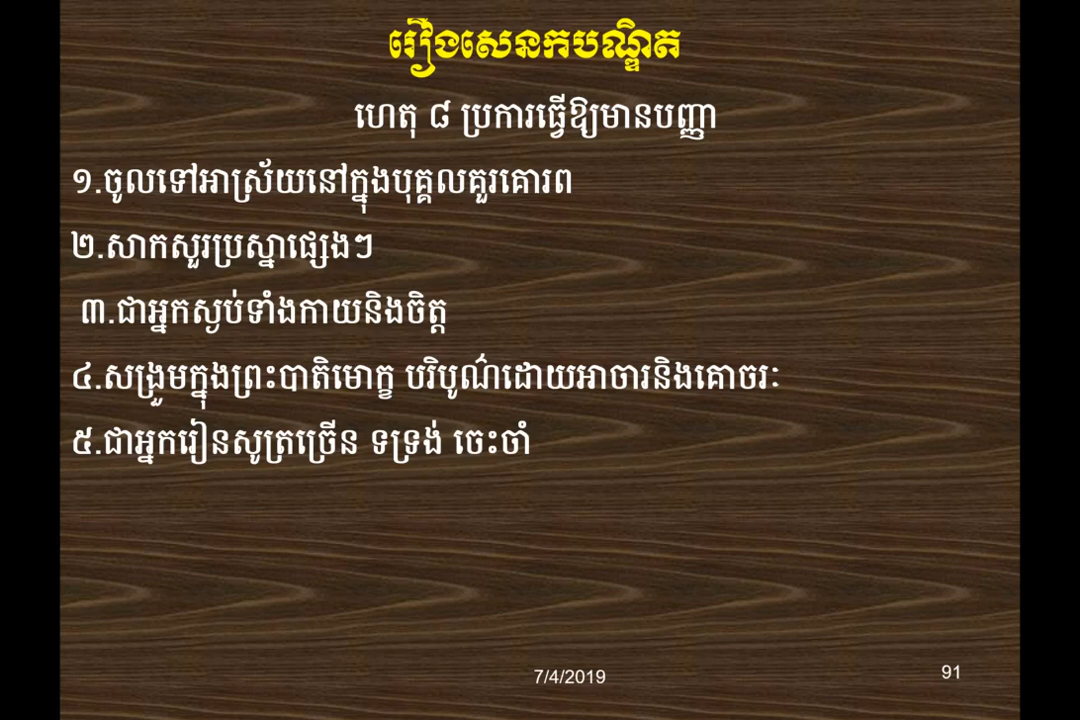 រឿងសេនកបណ្ឌិត
ហេតុ ៨ ប្រការធ្វើឱ្យមានបញ្ញា
១.ចូលទៅអាស្រ័យនៅក្នុងបុគ្គលគួរគោរព
២.សាកសួរប្រស្នាផ្សេងៗ
៣.ជាអ្នកស្ងប់ទាំងកាយនិងចិត្ត
៤.សង្រួមក្នុងព្រះបាតិមោក្ខ បរិបូណ៌ដោយអាចារនិងគោចរៈ
៥.ជាអ្នករៀនសូត្រច្រើន ទទ្រង់ ចេះចាំ
7/4/2019
91